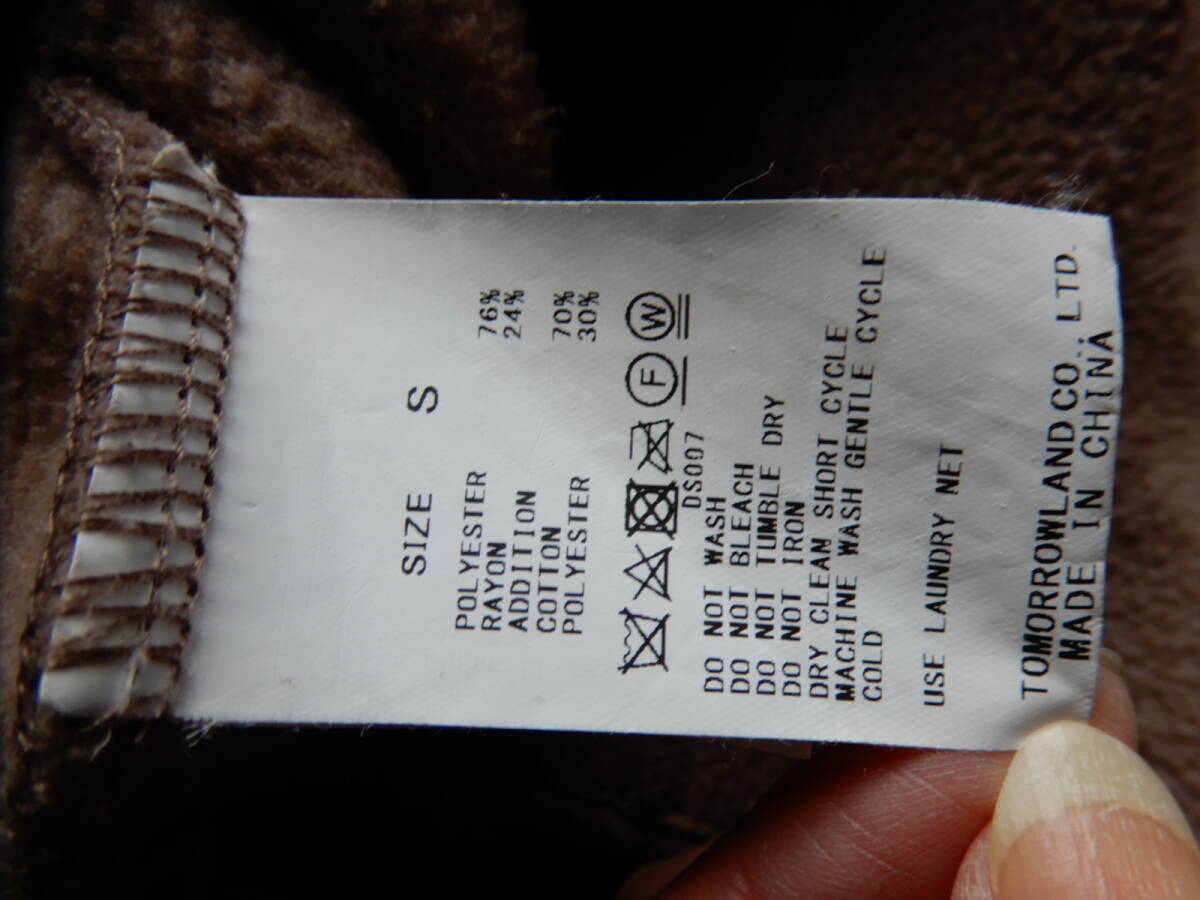 SIZE S
POLYESTER 76%
RAYON 24%
ADDITION
COTTON 70%
POLYESTER 30%
F W
DS007
DO NOT WASH
DO NOT BLEACH
DO NOT TUMBLE DRY
DO NOT IRON
DRY CLEAN SHORT CYCLE
MACHINE WASH GENTLE CYCLE
COLD
USE LAUNDRY NET
TOMORROWLAND CO., LTD.
MADE IN CHINA